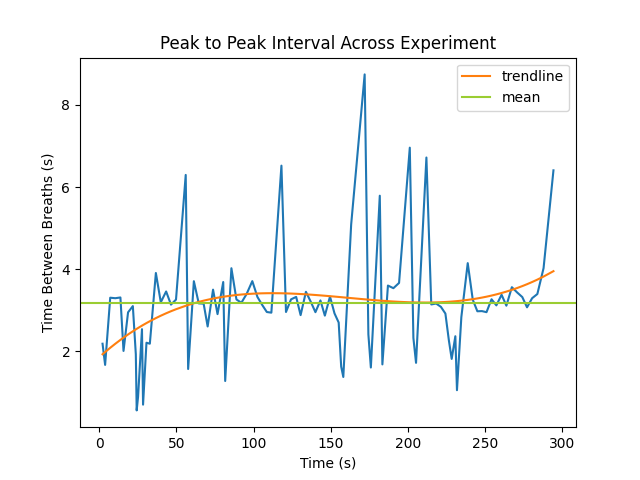 Peak to Peak Interval Across Experiment
trendline
mean
8
6
4
2
Time Between Breaths (s)
0 50 100 150 200 250 300
Time (s)